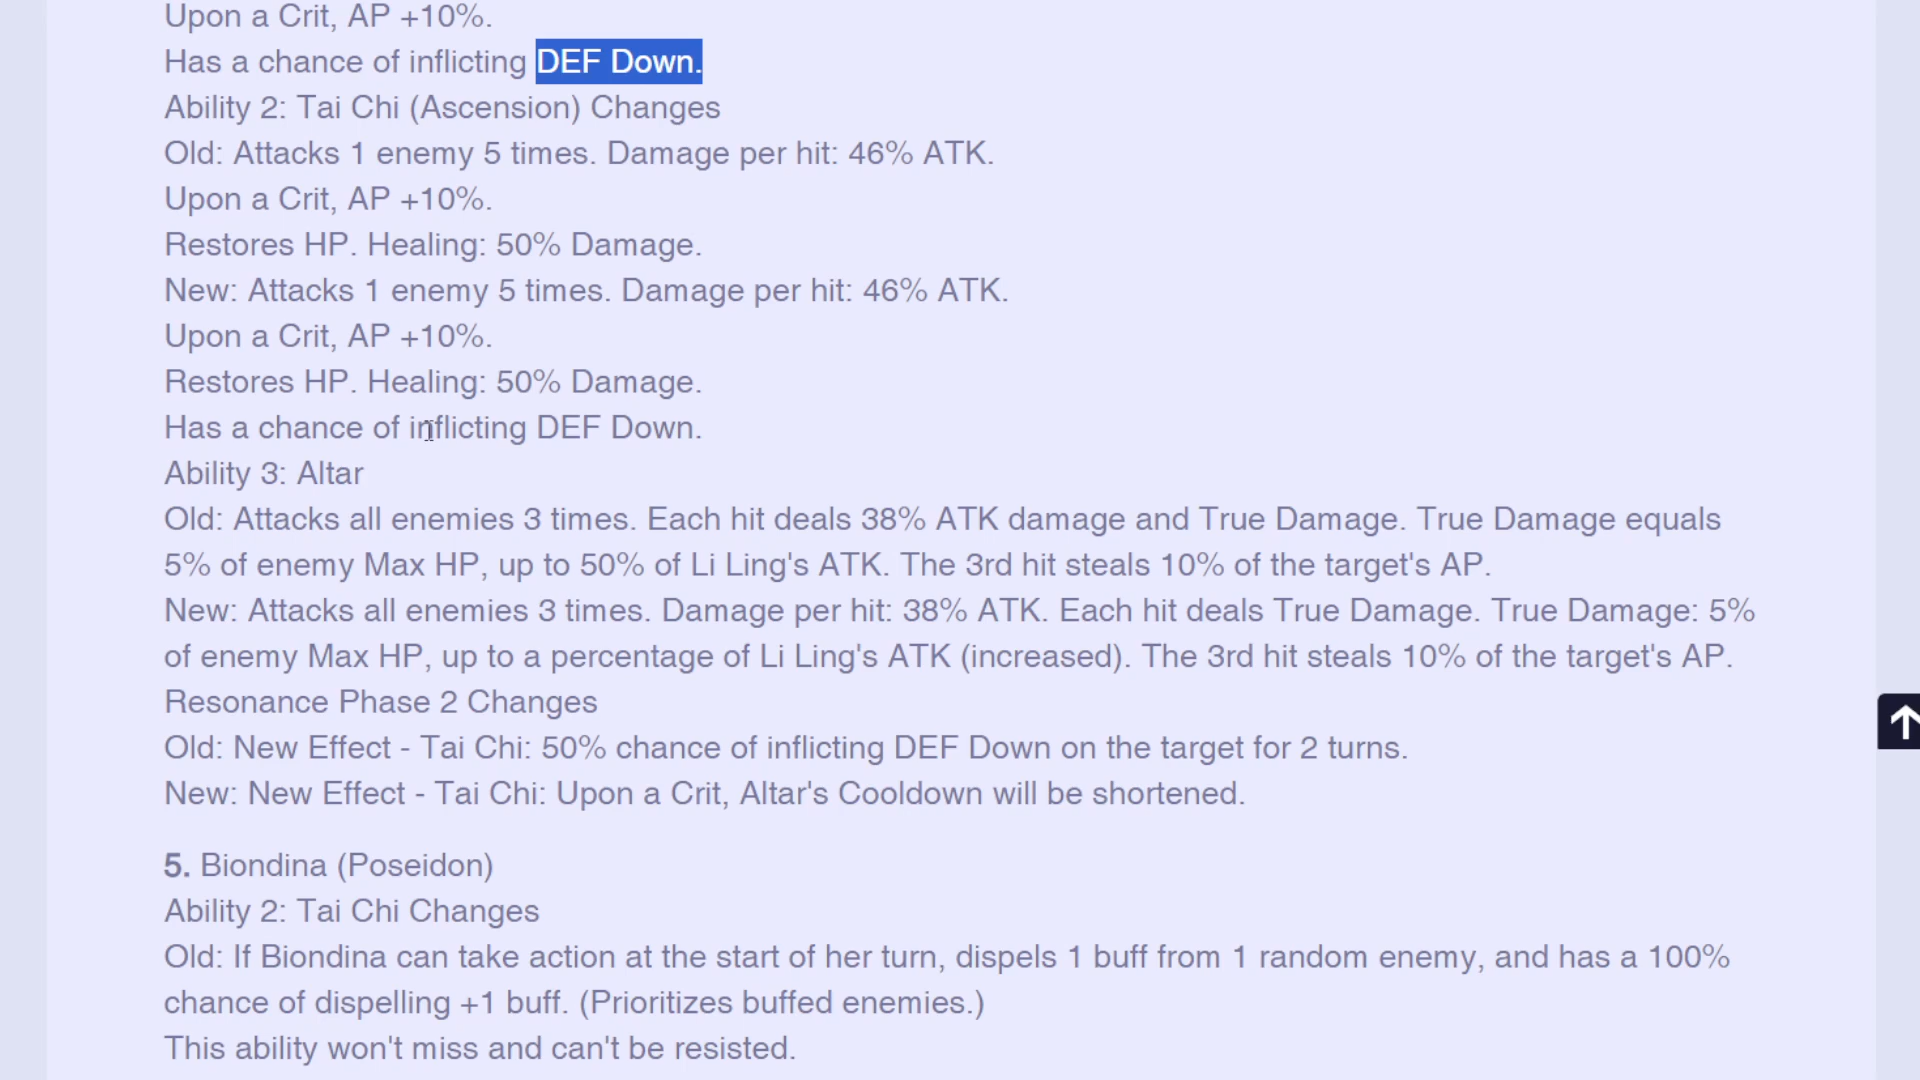 Upon a Crit, AP +10%.
Has a chance of inflicting DEF Down.
Ability 2: Tai Chi (Ascension) Changes
Old: Attacks 1 enemy 5 times. Damage per hit: 46% ATK.
Upon a Crit, AP +10%.
Restores HP. Healing: 50% Damage.
New: Attacks 1 enemy 5 times. Damage per hit: 46% ATK.
Upon a Crit, AP +10%.
Restores HP. Healing: 50% Damage.
Has a chance of inflicting DEF Down.
Ability 3: Altar
Old: Attacks all enemies 3 times. Each hit deals 38% ATK damage and True Damage. True Damage equals
5% of enemy Max HP, up to 50% of Li Ling's ATK. The 3rd hit steals 10% of the target's AP.
New: Attacks all enemies 3 times. Damage per hit: 38% ATK. Each hit deals True Damage. True Damage: 5%
of enemy Max HP, up to a percentage of Li Ling's ATK (increased). The 3rd hit steals 10% of the target's AP.
Resonance Phase 2 Changes
Old: New Effect - Tai Chi: 50% chance of inflicting DEF Down on the target for 2 turns.
New: New Effect - Tai Chi: Upon a Crit, Altar's Cooldown will be shortened.
5. Biondina (Poseidon)
Ability 2: Tai Chi Changes
Old: If Biondina can take action at the start of her turn, dispels 1 buff from 1 random enemy, and has a 100%
chance of dispelling +1 buff. (Prioritizes buffed enemies.)
This ability won't miss and can't be resisted.